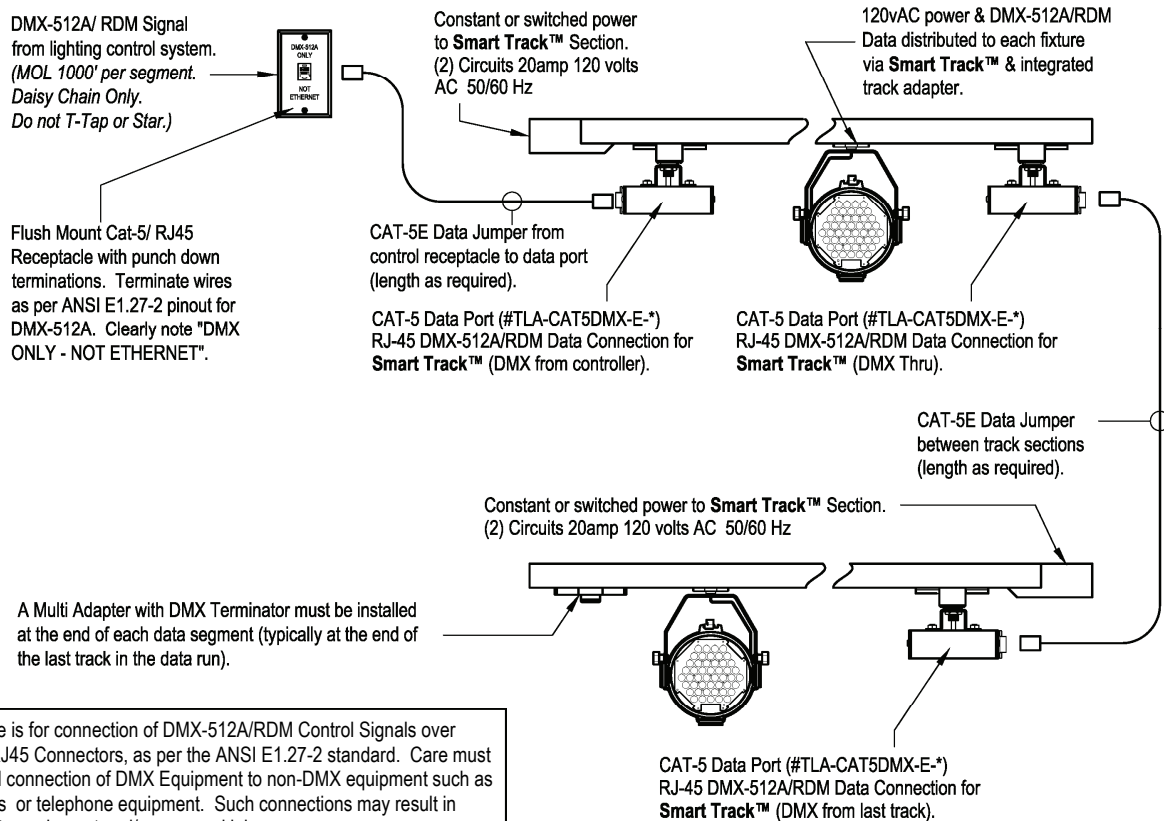 DMX-512A/ RDM Signal
from lighting control system.
(MOL 1000' per segment.
Daisy Chain Only.
Do not T-Tap or Star.)
DMX-512A
ONLY
NOT
ETHERNET
Constant or switched power
to Smart Track™ Section.
(2) Circuits 20amp 120 volts
AC 50/60 Hz
120vAC power & DMX-512A/RDM
Data distributed to each fixture
via Smart Track™ & integrated
track adapter.
Flush Mount Cat-5/ RJ45
Receptacle with punch down
terminations. Terminate wires
as per ANSI E1.27-2 pinout for
DMX-512A. Clearly note "DMX
ONLY - NOT ETHERNET".
CAT-5E Data Jumper from
control receptacle to data port
(length as required).
CAT-5 Data Port (#TLA-CAT5DMX-E-*)
RJ-45 DMX-512A/RDM Data Connection for
Smart Track™ (DMX from controller).
CAT-5 Data Port (#TLA-CAT5DMX-E-*)
RJ-45 DMX-512A/RDM Data Connection for
Smart Track™ (DMX Thru).
CAT-5E Data Jumper
between track sections
(length as required).
Constant or switched power to Smart Track™ Section.
(2) Circuits 20amp 120 volts AC 50/60 Hz
A Multi Adapter with DMX Terminator must be installed
at the end of each data segment (typically at the end of
the last track in the data run).
is for connection of DMX-512A/RDM Control Signals over
RJ45 Connectors, as per the ANSI E1.27-2 standard. Care must
connection of DMX Equipment to non-DMX equipment such as
or telephone equipment. Such connections may result in
CAT-5 Data Port (#TLA-CAT5DMX-E-*)
RJ-45 DMX-512A/RDM Data Connection for
Smart Track™ (DMX from last track).